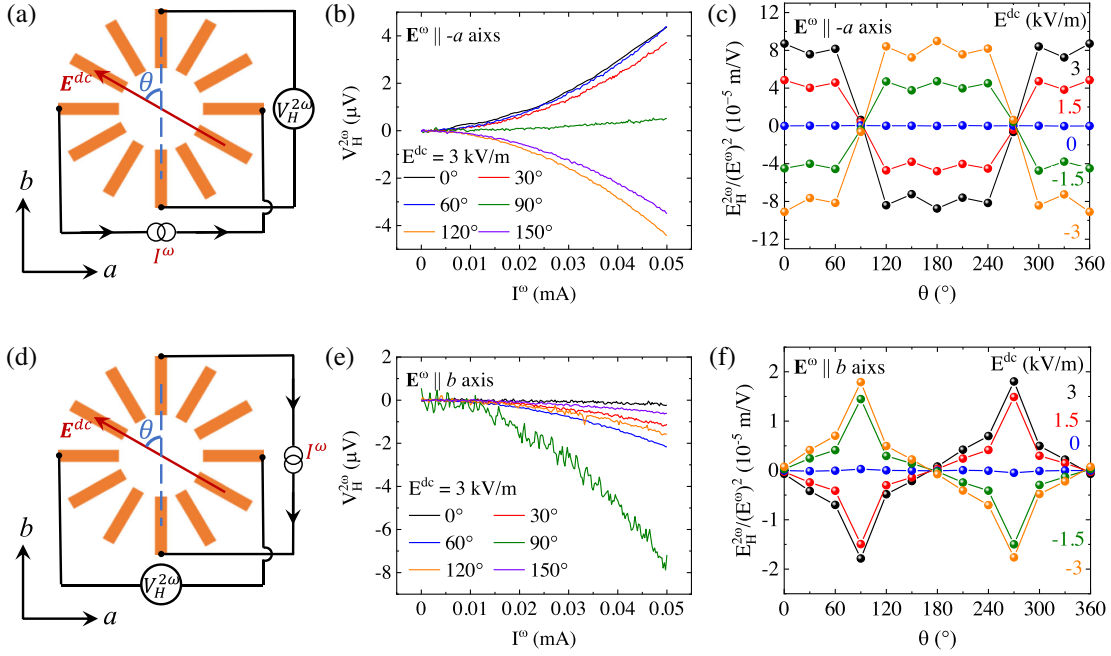 (a)
E^dc
θ
V_H^2ω
b
a
I^ω
(b)
E^ω || -a aixs
V_H^2ω (μV)
4
2
0
-2
-4
E^dc = 3 kV/m
0° 30°
60° 90°
120° 150°
0 0.01 0.02 0.03 0.04 0.05
I^ω (mA)
(c)
E^ω || -a aixs
E^dc (kV/m)
E_H^2ω/(E^ω)^2 (10^-5 m/V)
12
8
4
0
-4
-8
-12
3
1.5
0
-1.5
-3
0 60 120 180 240 300 360
θ (°)
(d)
E^dc
θ
I^ω
b
a
V_H^2ω
(e)
E^ω || b axis
V_H^2ω (μV)
2
0
-2
-4
-6
-8
E^dc = 3 kV/m
0° 30°
60° 90°
120° 150°
0 0.01 0.02 0.03 0.04 0.05
I^ω (mA)
(f)
E^ω || b aixs
E^dc (kV/m)
E_H^2ω/(E^ω)^2 (10^-5 m/V)
2
1
0
-1
-2
3
1.5
0
-1.5
-3
0 60 120 180 240 300 360
θ (°)